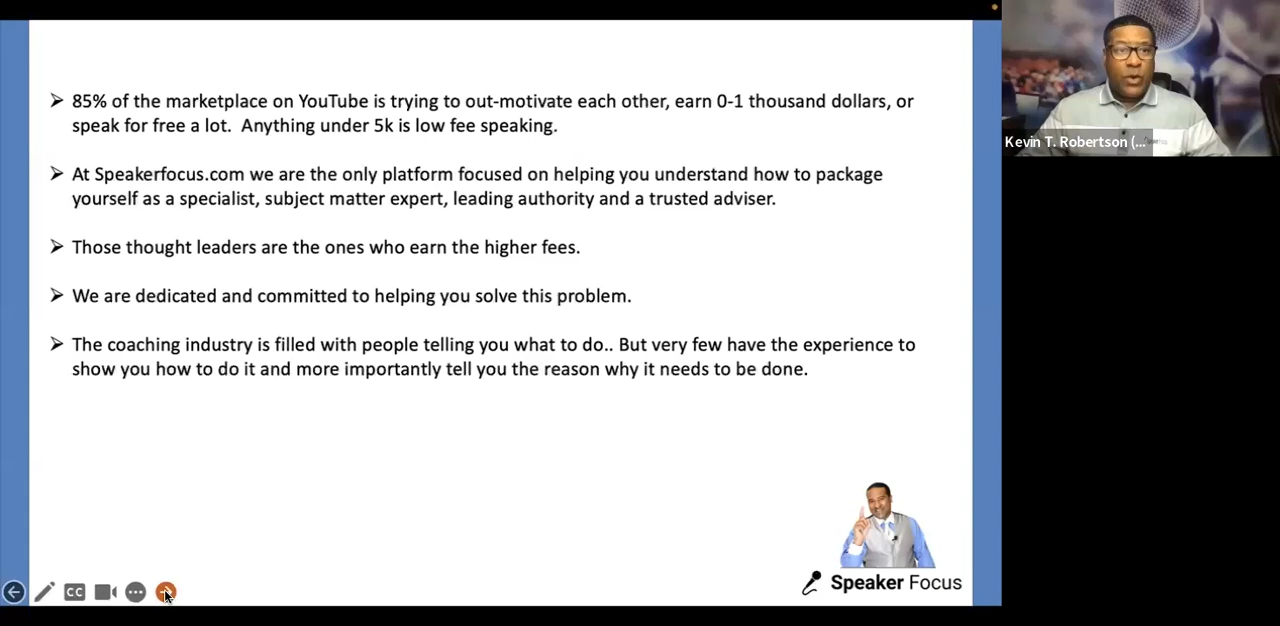 ➢ 85% of the marketplace on YouTube is trying to out-motivate each other, earn 0-1 thousand dollars, or
speak for free a lot.  Anything under 5k is low fee speaking.
➢ At Speakerfocus.com we are the only platform focused on helping you understand how to package
yourself as a specialist, subject matter expert, leading authority and a trusted adviser.
➢ Those thought leaders are the ones who earn the higher fees.
➢ We are dedicated and committed to helping you solve this problem.
➢ The coaching industry is filled with people telling you what to do.. But very few have the experience to
show you how to do it and more importantly tell you the reason why it needs to be done.
Kevin T. Robertson (...
CC
Speaker Focus